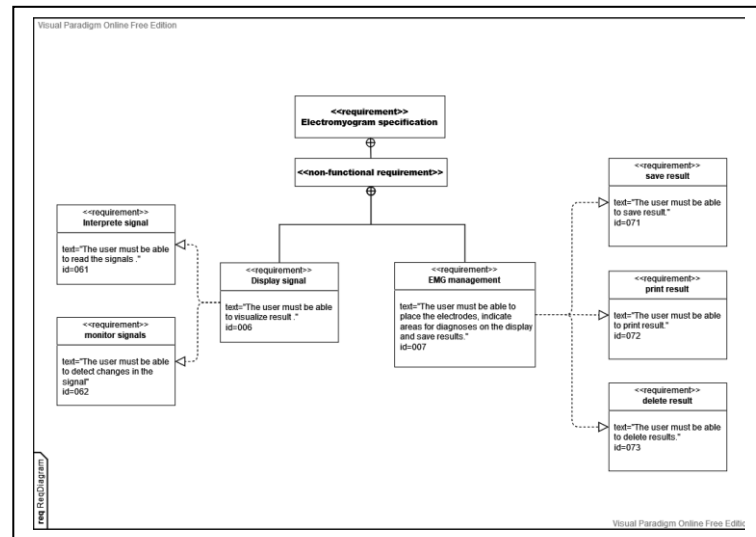 Visual Paradigm Online Free Edition
<<requirement>>
Electromyogram specification
<<non-functional requirement>>
<<requirement>>
Interprete signal
text="The user must be able
to read the signals ."
id=061
<<requirement>>
monitor signals
text="The user must be able
to detect changes in the
signal"
id=062
<<requirement>>
Display signal
text="The user must be able
to visualize result ."
id=006
<<requirement>>
EMG management
text="The user must be able to
place the electrodes, indicate
areas for diagnoses on the display
and save results."
id=007
<<requirement>>
save result
text="The user must be able
to save result."
id=071
<<requirement>>
print result
text="The user must be able
to print result."
id=072
<<requirement>>
delete result
text="The user must be able
to delete results."
id=073
req ReqDiagram
Visual Paradigm Online Free Edition